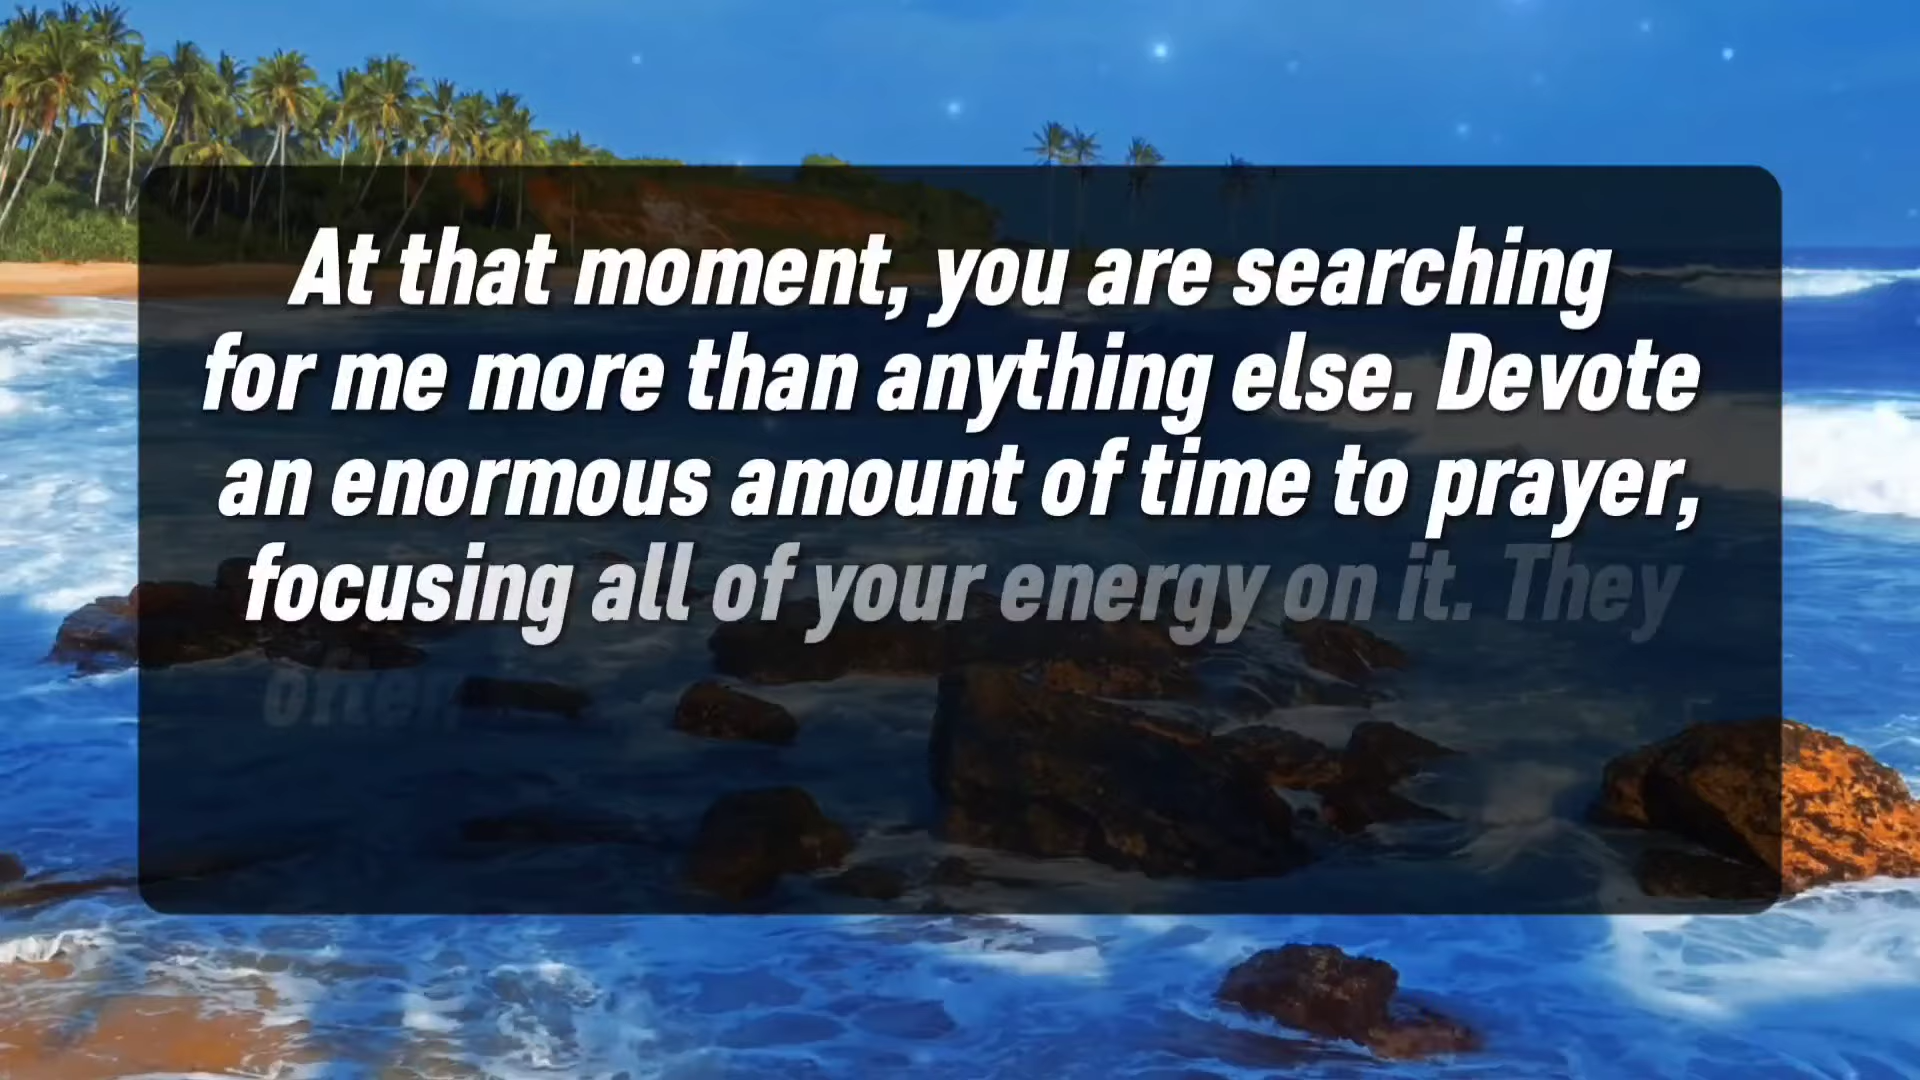 At that moment, you are searching
for me more than anything else. Devote
an enormous amount of time to prayer,
focusing all of your energy on it. They
often